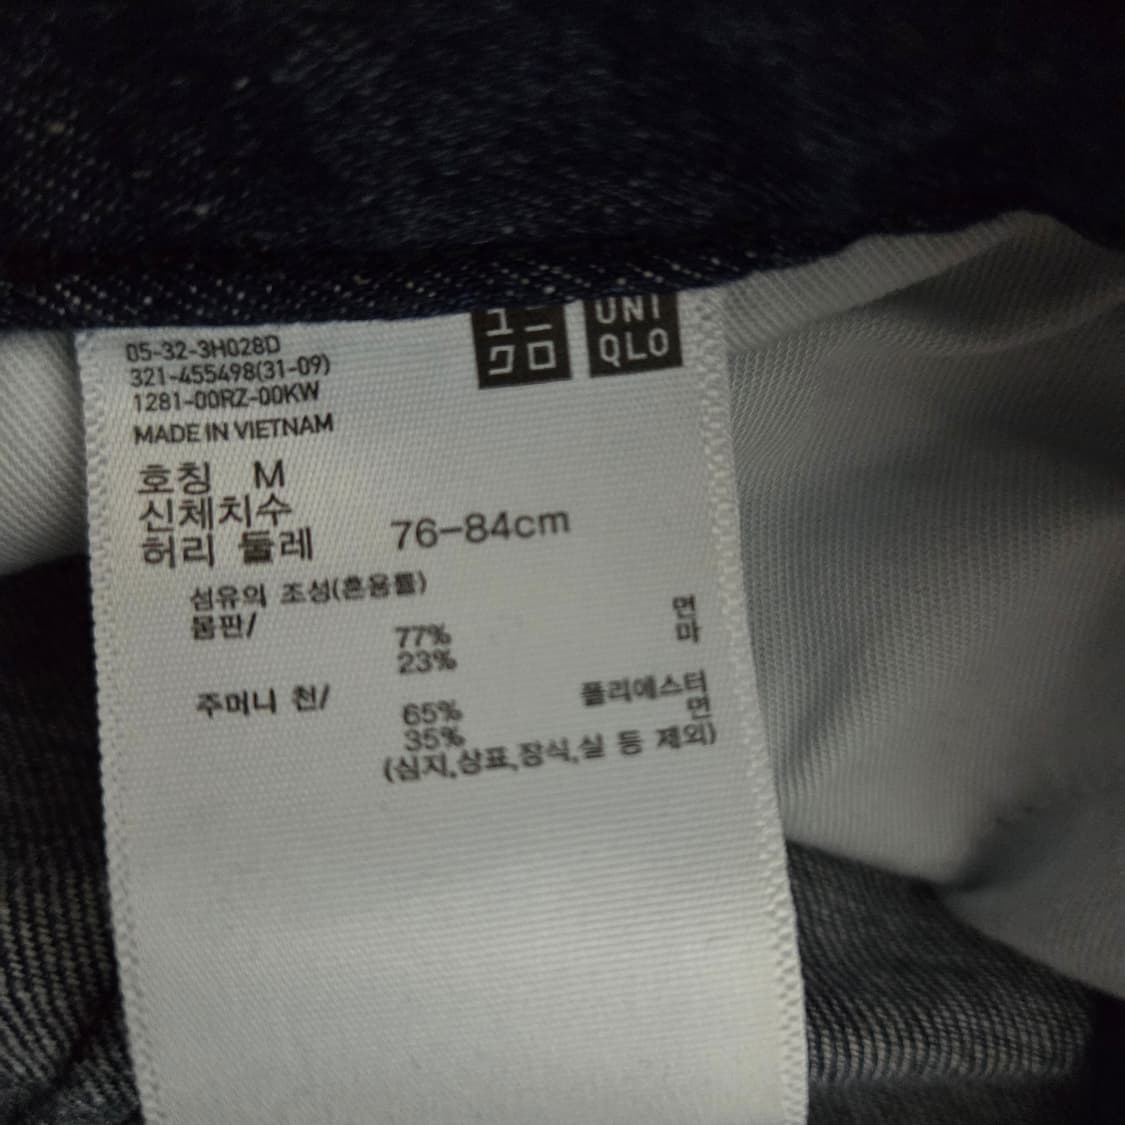 ユニ
クロ
UNI
QLO
05-32-3H028D
321-455498(31-09)
1281-00RZ-00KW
MADE IN VIETNAM
호칭 M
신체치수
허리 둘레 76-84cm
섬유의 조성(혼용률)
몸판/
77% 면
23% 마
주머니 천/
65% 폴리에스터
35% 면
(심지,상표,장식,실 등 제외)